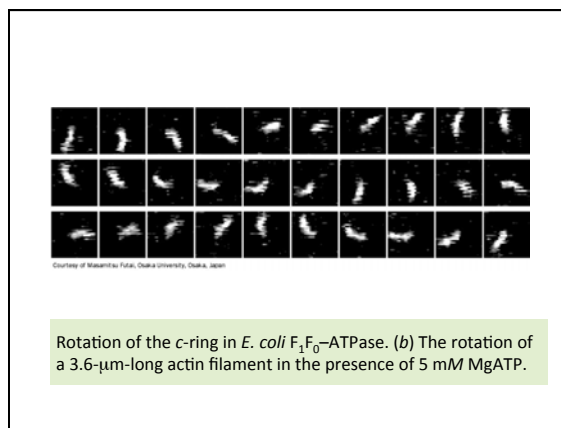 Courtesy of Masamitsu Futai, Osaka University, Osaka, Japan
Rotation of the c-ring in E. coli F₁F₀–ATPase. (b) The rotation of
a 3.6-μm-long actin filament in the presence of 5 mM MgATP.